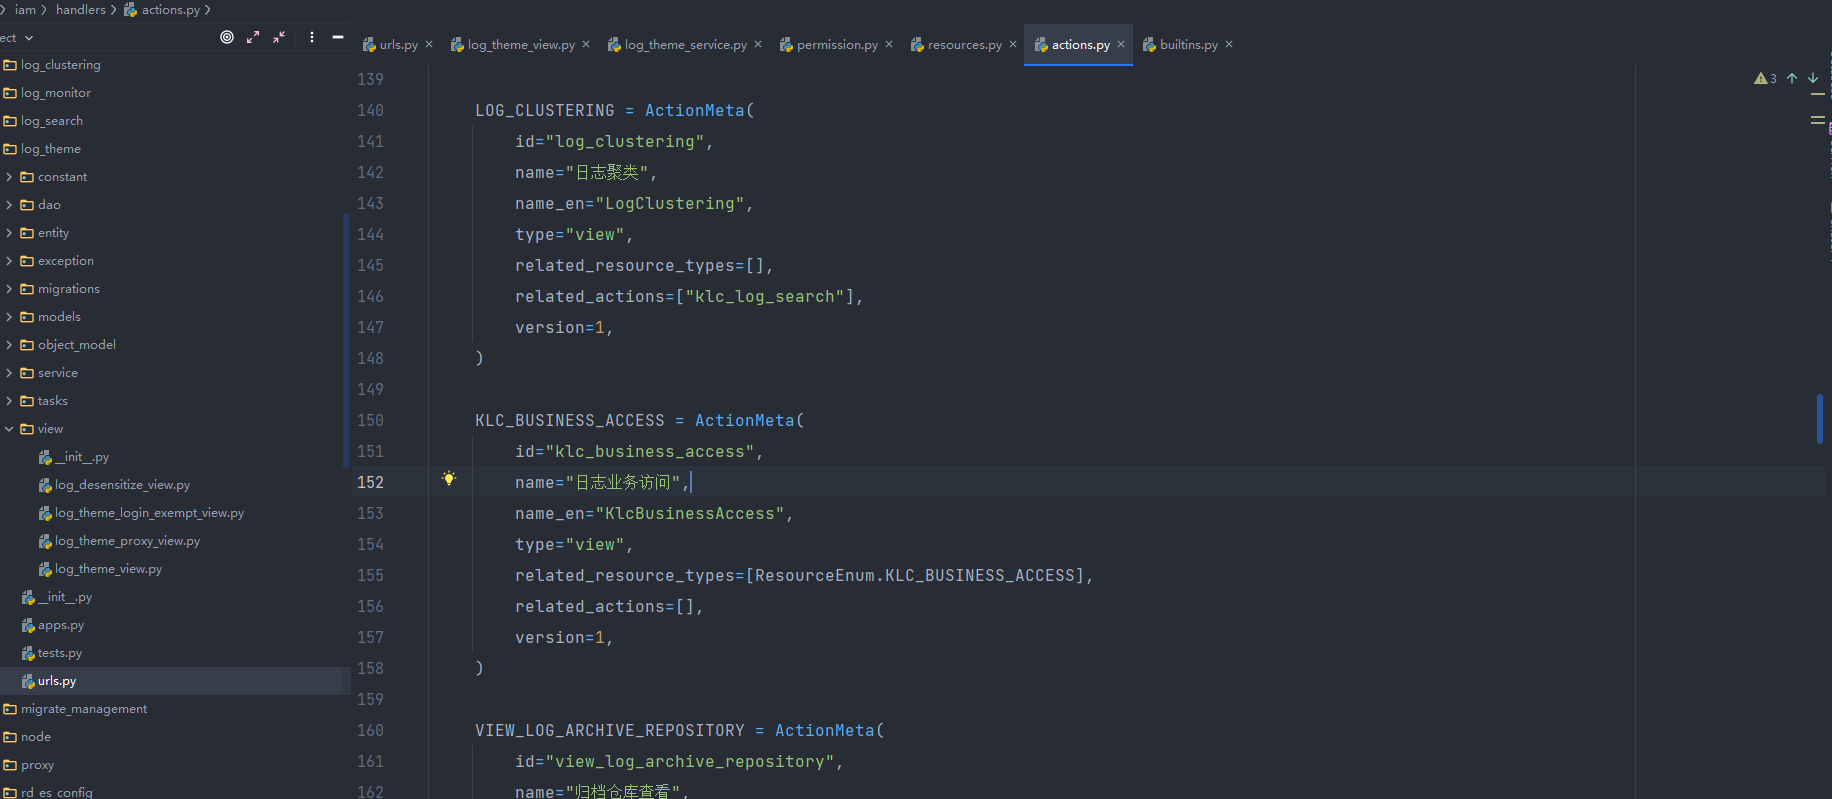 iam
handlers
actions.py
ect
log_clustering
log_monitor
log_search
log_theme
constant
dao
entity
exception
migrations
models
object_model
service
tasks
view
__init__.py
log_desensitize_view.py
log_theme_login_exempt_view.py
log_theme_proxy_view.py
log_theme_view.py
__init__.py
apps.py
tests.py
urls.py
migrate_management
node
proxy
rd_es_config
urls.py
log_theme_view.py
log_theme_service.py
permission.py
resources.py
actions.py
builtins.py
3
139
140 LOG_CLUSTERING = ActionMeta(
141 id="log_clustering",
142 name="日志聚类",
143 name_en="LogClustering",
144 type="view",
145 related_resource_types=[],
146 related_actions=["klc_log_search"],
147 version=1,
148 )
149
150 KLC_BUSINESS_ACCESS = ActionMeta(
151 id="klc_business_access",
152 name="日志业务访问",
153 name_en="KlcBusinessAccess",
154 type="view",
155 related_resource_types=[ResourceEnum.KLC_BUSINESS_ACCESS],
156 related_actions=[],
157 version=1,
158 )
159
160 VIEW_LOG_ARCHIVE_REPOSITORY = ActionMeta(
161 id="view_log_archive_repository",
162 name="归档仓库查看",